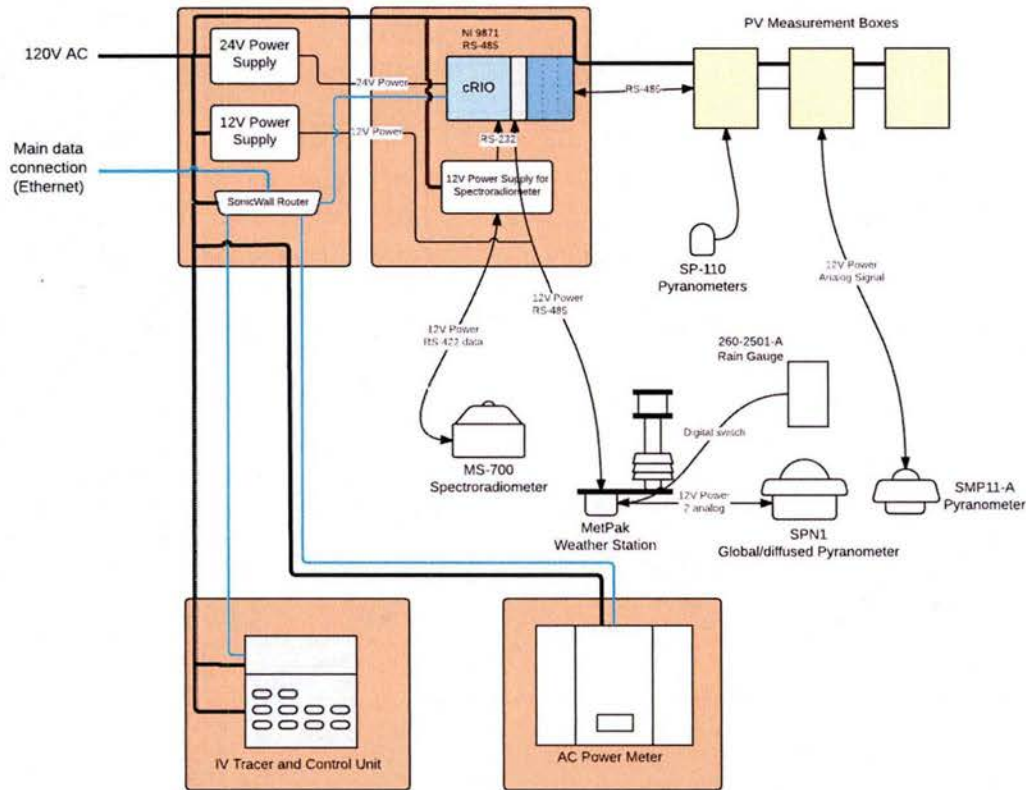 120V AC
Main data
connection
(Ethernet)
24V Power
Supply
12V Power
Supply
SonicWall Router
24V Power
12V Power
NI 9871
RS-485
cRIO
RS-232
12V Power Supply for
Spectroradiometer
RS-485
PV Measurement Boxes
SP-110
Pyranometers
12V Power
Analog Signal
12V Power
RS-485
12V Power
RS-422 data
260-2501-A
Rain Gauge
Digital switch
MS-700
Spectroradiometer
MetPak
Weather Station
12V Power
2 analog
SPN1
Global/diffused Pyranometer
SMP11-A
Pyranometer
IV Tracer and Control Unit
AC Power Meter